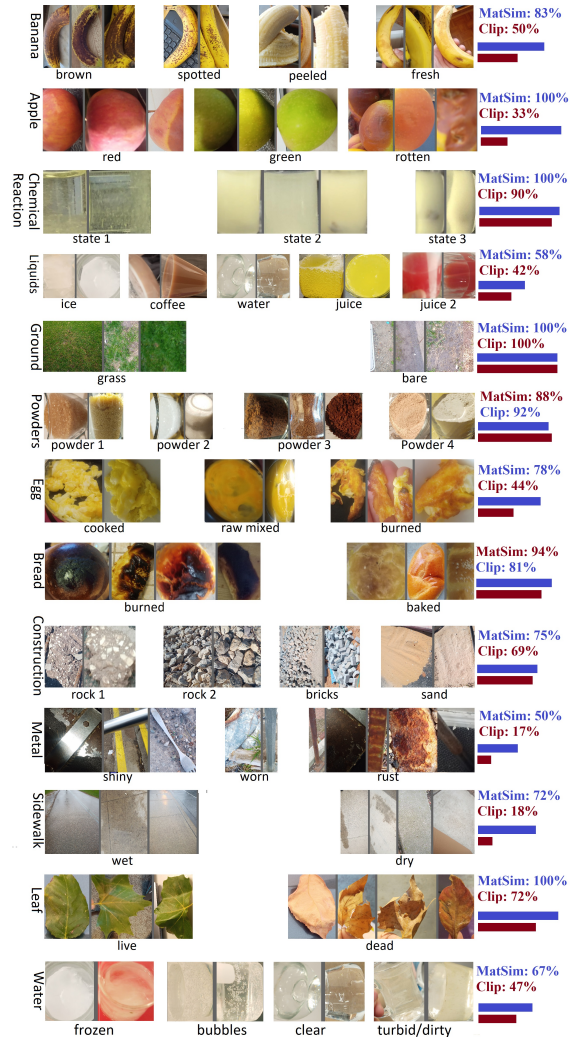 Banana
MatSim: 83%
Clip: 50%
brown
spotted
peeled
fresh
Apple
MatSim: 100%
Clip: 33%
red
green
rotten
Chemical
Reaction
MatSim: 100%
Clip: 90%
state 1
state 2
state 3
Liquids
MatSim: 58%
Clip: 42%
ice
coffee
water
juice
juice 2
Ground
MatSim: 100%
Clip: 100%
grass
bare
Powders
MatSim: 88%
Clip: 92%
powder 1
powder 2
powder 3
Powder 4
Egg
MatSim: 78%
Clip: 44%
cooked
raw mixed
burned
Bread
MatSim: 94%
Clip: 81%
burned
baked
Construction
MatSim: 75%
Clip: 69%
rock 1
rock 2
bricks
sand
Metal
MatSim: 50%
Clip: 17%
shiny
worn
rust
Sidewalk
MatSim: 72%
Clip: 18%
wet
dry
Leaf
MatSim: 100%
Clip: 72%
live
dead
Water
MatSim: 67%
Clip: 47%
frozen
bubbles
clear
turbid/dirty